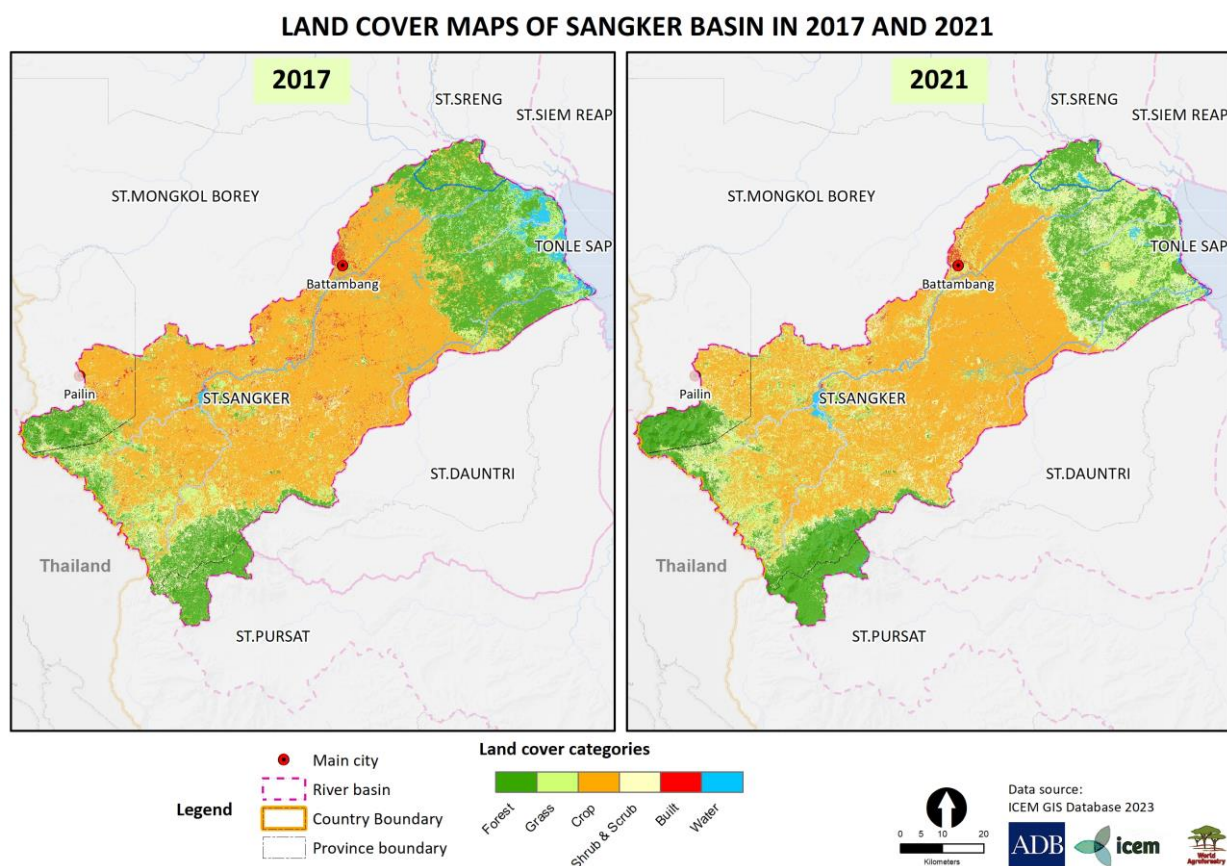 LAND COVER MAPS OF SANGKER BASIN IN 2017 AND 2021
2017
ST.SRENG
ST.SIEM REAP
ST.MONGKOL BOREY
TONLE SAP
Battambang
Pailin
ST.SANGKER
ST.DAUNTRI
Thailand
ST.PURSAT
2021
ST.SRENG
ST.SIEM REAP
ST.MONGKOL BOREY
TONLE SAP
Battambang
Pailin
ST.SANGKER
ST.DAUNTRI
Thailand
ST.PURSAT
Legend
Main city
River basin
Country Boundary
Province boundary
Land cover categories
Forest
Grass
Crop
Shrub & Scrub
Built
Water
0 5 10 20
Kilometers
Data source:
ICEM GIS Database 2023
ADB
icem
World
Agroforestry